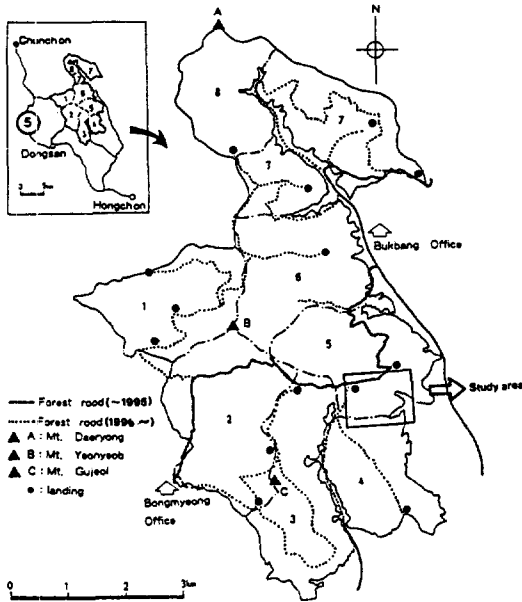 A
N
Chunchon
5
Dongsan
Hongchon
8
7
7
Bukbang Office
6
1
B
5
Study area
Forest road(~1995)
Forest road(1996~)
A : Mt. Daeryong
B : Mt. Yeonyeob
C : Mt. Gujeol
: landing
2
C
4
3
Bongmyeong
Office
0 1 2 3km